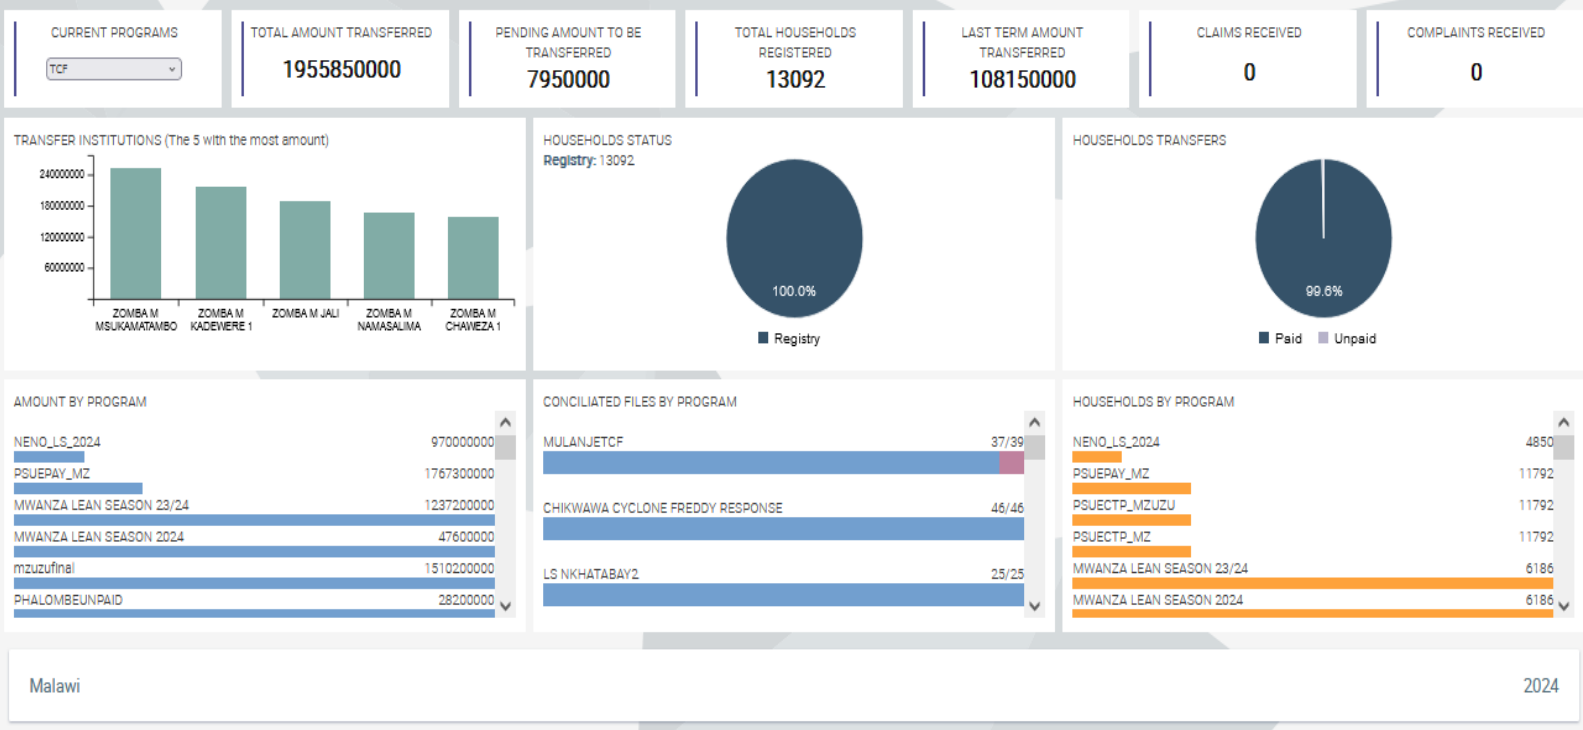 CURRENT PROGRAMS
TCF
TOTAL AMOUNT TRANSFERRED
1955850000
PENDING AMOUNT TO BE
TRANSFERRED
7950000
TOTAL HOUSEHOLDS
REGISTERED
13092
LAST TERM AMOUNT
TRANSFERRED
108150000
CLAIMS RECEIVED
0
COMPLAINTS RECEIVED
0
TRANSFER INSTITUTIONS (The 5 with the most amount)
240000000
180000000
120000000
60000000
ZOMBA M
MSUKAMATAMBO
ZOMBA M
KADEWERE 1
ZOMBA M JALI
ZOMBA M
NAMASALIMA
ZOMBA M
CHAWEZA 1
HOUSEHOLDS STATUS
Registry: 13092
100.0%
Registry
HOUSEHOLDS TRANSFERS
99.6%
Paid Unpaid
AMOUNT BY PROGRAM
NENO_LS_2024 970000000
PSUEPAY_MZ 1767300000
MWANZA LEAN SEASON 23/24 1237200000
MWANZA LEAN SEASON 2024 47600000
mzuzufinal 1510200000
PHALOMBEUNPAID 28200000
CONCILIATED FILES BY PROGRAM
MULANJETCF 37/39
CHIKWAWA CYCLONE FREDDY RESPONSE 46/46
LS NKHATABAY2 25/25
HOUSEHOLDS BY PROGRAM
NENO_LS_2024 4850
PSUEPAY_MZ 11792
PSUECTP_MZUZU 11792
PSUECTP_MZ 11792
MWANZA LEAN SEASON 23/24 6186
MWANZA LEAN SEASON 2024 6186
Malawi 2024